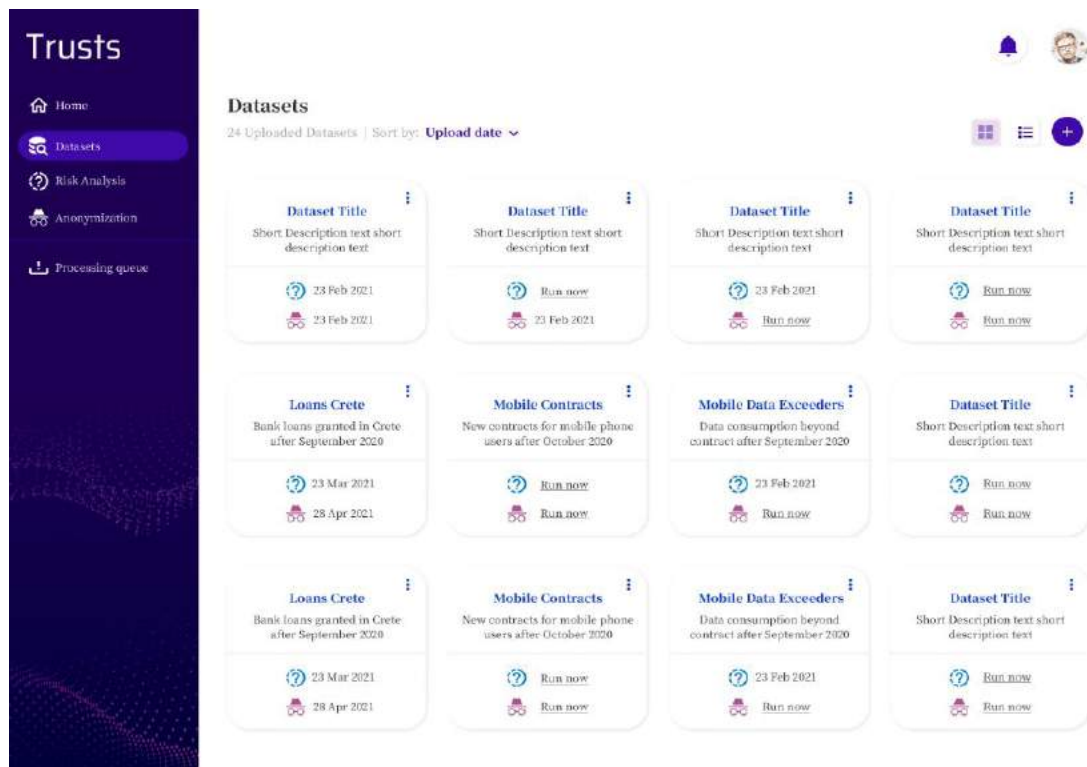 Trusts
Home
Datasets
Risk Analysis
Anonymization
Processing queue
Datasets
24 Uploaded Datasets | Sort by: Upload date
Dataset Title
Short Description text short
description text
23 Feb 2021
23 Feb 2021
Dataset Title
Short Description text short
description text
Run now
23 Feb 2021
Dataset Title
Short Description text short
description text
23 Feb 2021
Run now
Dataset Title
Short Description text short
description text
Run now
Run now
Loans Crete
Bank loans granted in Crete
after September 2020
23 Mar 2021
28 Apr 2021
Mobile Contracts
New contracts for mobile phone
users after October 2020
Run now
Run now
Mobile Data Exceeders
Data consumption beyond
contract after September 2020
23 Feb 2021
Run now
Dataset Title
Short Description text short
description text
Run now
Run now
Loans Crete
Bank loans granted in Crete
after September 2020
23 Mar 2021
28 Apr 2021
Mobile Contracts
New contracts for mobile phone
users after October 2020
Run now
Run now
Mobile Data Exceeders
Data consumption beyond
contract after September 2020
23 Feb 2021
Run now
Dataset Title
Short Description text short
description text
Run now
Run now